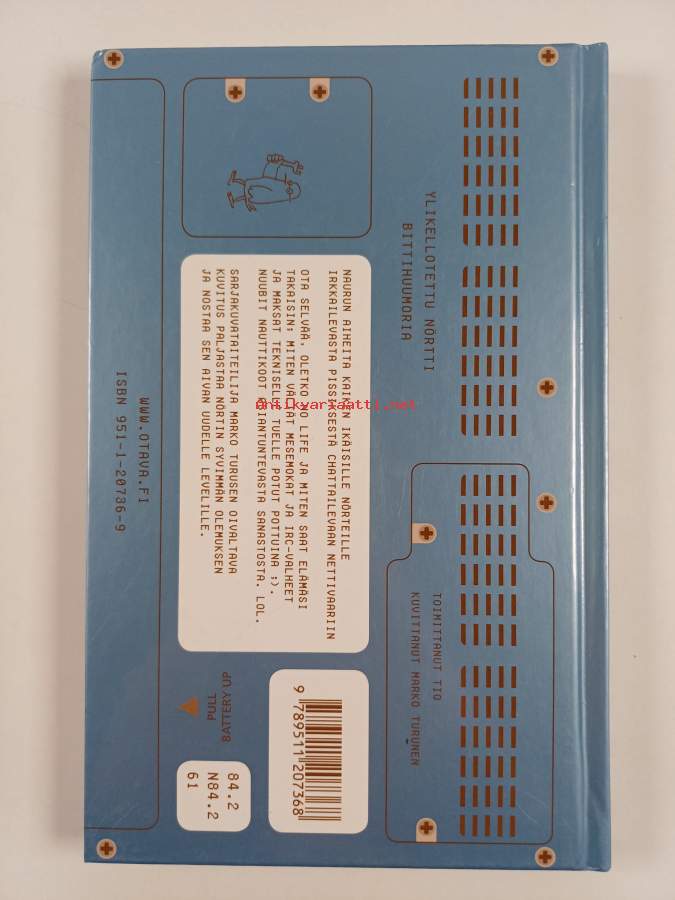 YLIKELLOTETTU NÖRTTI
BITTIHUUMORIA
NAURUN AIHEITA KAIKEN IKÄISILLE NÖRTEILLE
IRKKAILEVASTA PISSIKSESTÄ CHATTAILEVAAN NETTIVAARIIN
OTA SELVÄÄ, OLETKO NO LIFE JA MITEN SAAT ELÄMÄSI
TAKAISIN; MITEN VÄLTÄT MESEMOKAT JA IRC-VALHEET
JA MAKSAT TEKNISELLE TUELLE POTUT POTTUINA :).
NUUBIT NAUTTIKOOT ASIANTUNTEVASTA SANASTOSTA. LOL.
SARJAKUVATAITEILIJA MARKO TURUSEN OIVALTAVA
KUVITUS PALJASTAA NÖRTIN SYVIMMÄN OLEMUKSEN
JA NOSTAA SEN AIVAN UUDELLE LEVELILLE.
TOIMITTANUT TIO
KUVITTANUT MARKO TURUNEN
WWW.OTAVA.FI
ISBN 951-1-20736-9
PULL
BATTERY UP
9 789511 207368
84.2
N84.2
61
antikvariaatti.net